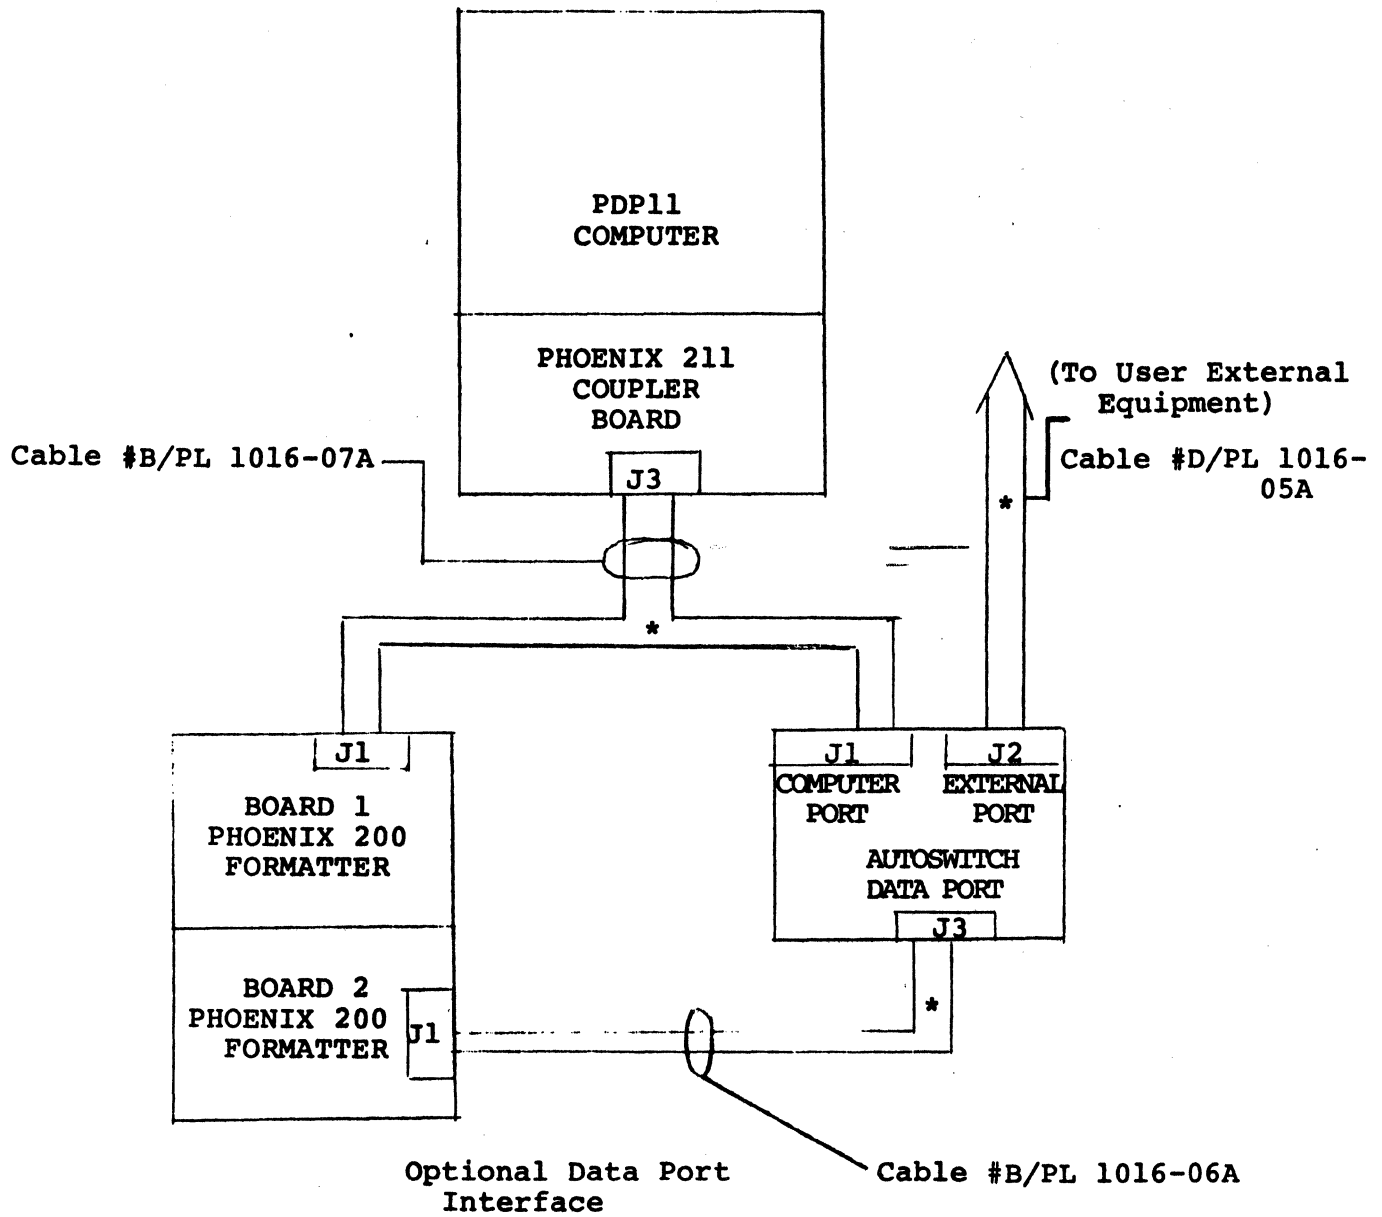 PDP11
COMPUTER
PHOENIX 211
COUPLER
BOARD
J3
(To User External
Equipment)
Cable #B/PL 1016-07A
Cable #D/PL 1016-
05A
*
*
J1
BOARD 1
PHOENIX 200
FORMATTER
J1
COMPUTER
PORT
J2
EXTERNAL
PORT
AUTOSWITCH
DATA PORT
J3
BOARD 2
PHOENIX 200
FORMATTER
J1
*
Optional Data Port
Interface
Cable #B/PL 1016-06A